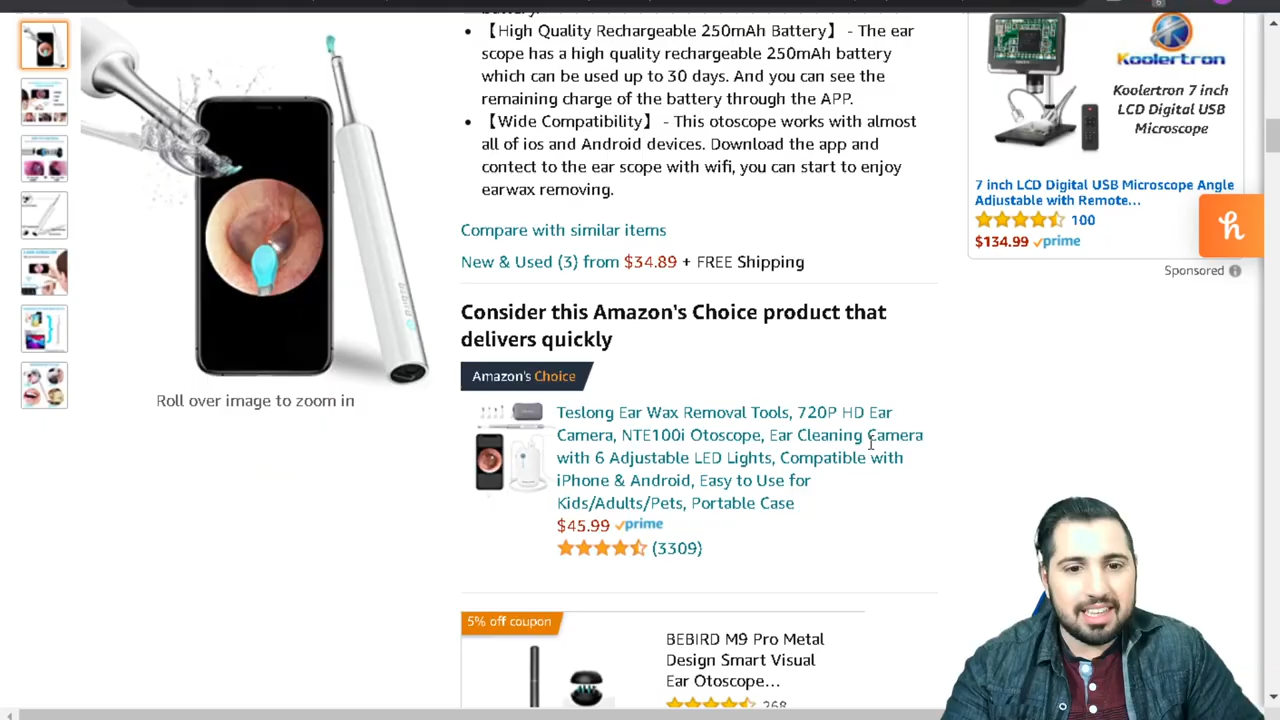 【High Quality Rechargeable 250mAh Battery】 - The ear
scope has a high quality rechargeable 250mAh battery
which can be used up to 30 days. And you can see the
remaining charge of the battery through the APP.
【Wide Compatibility】 - This otoscope works with almost
all of ios and Android devices. Download the app and
contect to the ear scope with wifi, you can start to enjoy
earwax removing.
Compare with similar items
New & Used (3) from $34.89 + FREE Shipping
Roll over image to zoom in
Consider this Amazon's Choice product that
delivers quickly
Amazon's Choice
Teslong Ear Wax Removal Tools, 720P HD Ear
Camera, NTE100i Otoscope, Ear Cleaning Camera
with 6 Adjustable LED Lights, Compatible with
iPhone & Android, Easy to Use for
Kids/Adults/Pets, Portable Case
$45.99 prime
(3309)
5% off coupon
BEBIRD M9 Pro Metal
Design Smart Visual
Ear Otoscope...
268
Koolertron
Koolertron 7 inch
LCD Digital USB
Microscope
7 inch LCD Digital USB Microscope Angle
Adjustable with Remote...
100
$134.99 prime
Sponsored
h